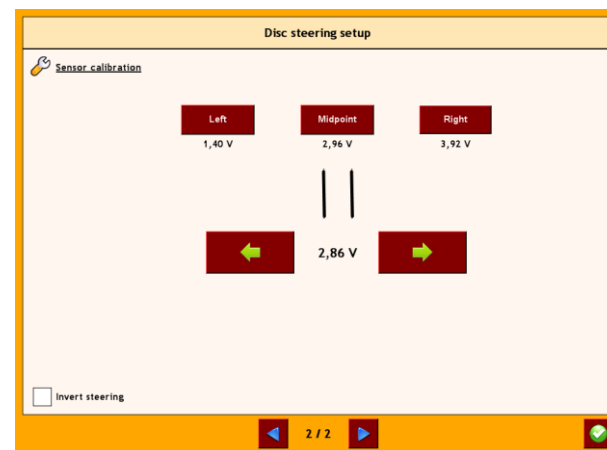 Disc steering setup
Sensor calibration
Left Midpoint Right
1,40 V 2,96 V 3,92 V
2,86 V
Invert steering
2 / 2